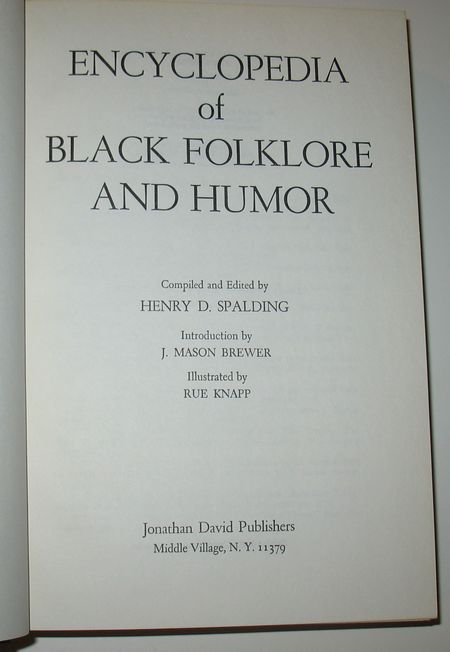 ENCYCLOPEDIA
of
BLACK FOLKLORE
AND HUMOR
Compiled and Edited by
HENRY D. SPALDING
Introduction by
J. MASON BREWER
Illustrated by
RUE KNAPP
Jonathan David Publishers
Middle Village, N. Y. 11379